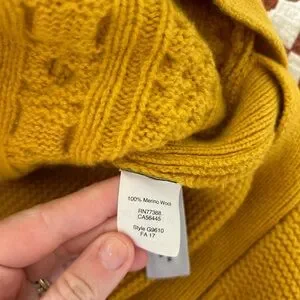 100% Merino Wool
RN77388
CA56445
Style G9610
FA 17